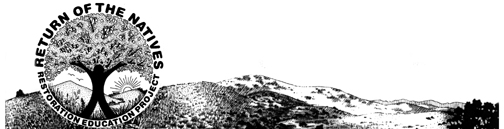 RETURN OF THE NATIVES
RESTORATION EDUCATION PROJECT